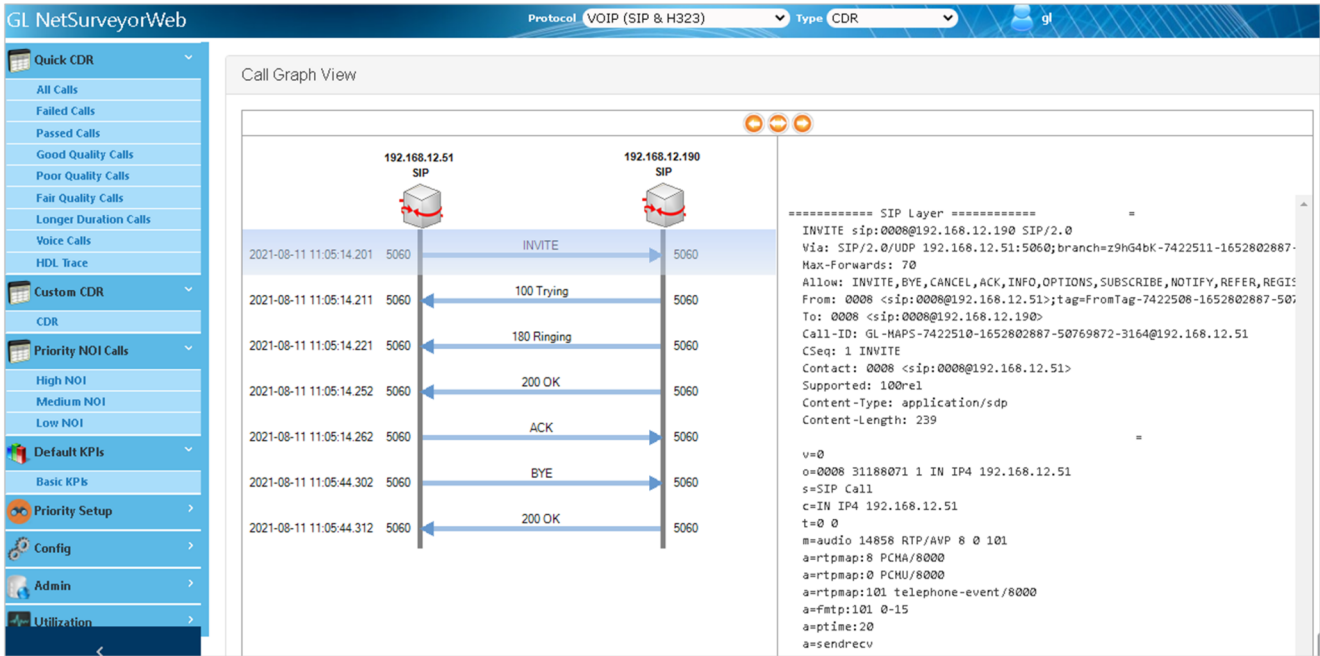 GL NetSurveyorWeb
Protocol VOIP (SIP & H323) Type CDR gl
Quick CDR
All Calls
Failed Calls
Passed Calls
Good Quality Calls
Poor Quality Calls
Fair Quality Calls
Longer Duration Calls
Voice Calls
HDL Trace
Custom CDR
CDR
Priority NOI Calls
High NOI
Medium NOI
Low NOI
Default KPIs
Basic KPIs
Priority Setup
Config
Admin
Utilization
Call Graph View
192.168.12.51 192.168.12.190
SIP SIP
INVITE
2021-08-11 11:05:14.201 5060 5060
100 Trying
2021-08-11 11:05:14.211 5060 5060
180 Ringing
2021-08-11 11:05:14.221 5060 5060
200 OK
2021-08-11 11:05:14.252 5060 5060
ACK
2021-08-11 11:05:14.262 5060 5060
BYE
2021-08-11 11:05:44.302 5060 5060
200 OK
2021-08-11 11:05:44.312 5060 5060
============ SIP Layer ============ =
INVITE sip:0008@192.168.12.190 SIP/2.0
Via: SIP/2.0/UDP 192.168.12.51:5060;branch=z9hG4bK-7422511-1652802887-
Max-Forwards: 70
Allow: INVITE,BYE,CANCEL,ACK,INFO,OPTIONS,SUBSCRIBE,NOTIFY,REFER,REGIS
From: 0008 <sip:0008@192.168.12.51>;tag=FromTag-7422508-1652802887-507
To: 0008 <sip:0008@192.168.12.190>
Call-ID: GL-MAPS-7422510-1652802887-50769872-3164@192.168.12.51
CSeq: 1 INVITE
Contact: 0008 <sip:0008@192.168.12.51>
Supported: 100rel
Content-Type: application/sdp
Content-Length: 239
=
v=0
o=0008 31188071 1 IN IP4 192.168.12.51
s=SIP Call
c=IN IP4 192.168.12.51
t=0 0
m=audio 14858 RTP/AVP 8 0 101
a=rtpmap:8 PCMA/8000
a=rtpmap:0 PCMU/8000
a=rtpmap:101 telephone-event/8000
a=fmtp:101 0-15
a=ptime:20
a=sendrecv